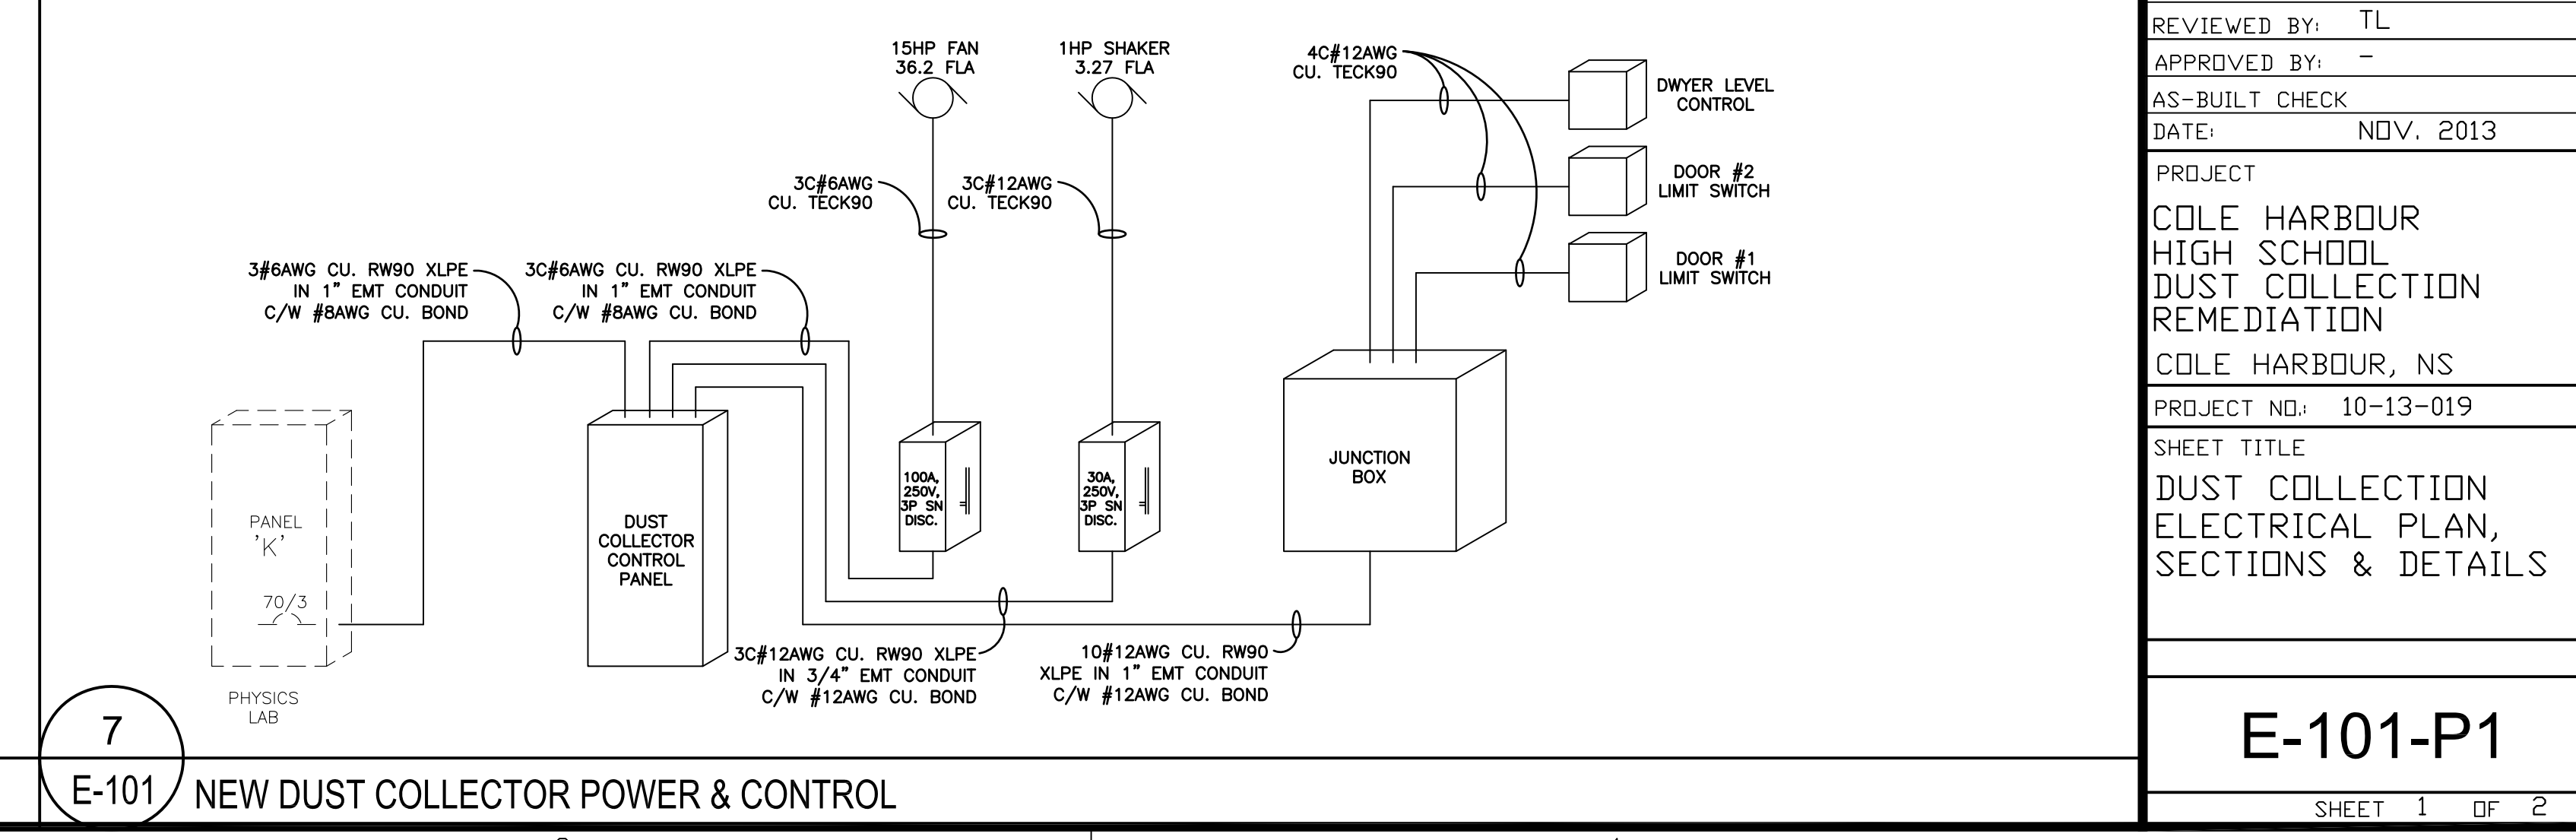 15HP FAN
36.2 FLA
1HP SHAKER
3.27 FLA
4C#12AWG
CU. TECK90
DWYER LEVEL
CONTROL
DOOR #2
LIMIT SWITCH
DOOR #1
LIMIT SWITCH
3C#6AWG
CU. TECK90
3C#12AWG
CU. TECK90
3#6AWG CU. RW90 XLPE
IN 1" EMT CONDUIT
C/W #8AWG CU. BOND
3C#6AWG CU. RW90 XLPE
IN 1" EMT CONDUIT
C/W #8AWG CU. BOND
PANEL
'K'
70/3
PHYSICS
LAB
DUST
COLLECTOR
CONTROL
PANEL
100A,
250V,
3P SN
DISC.
30A,
250V,
3P SN
DISC.
JUNCTION
BOX
3C#12AWG CU. RW90 XLPE
IN 3/4" EMT CONDUIT
C/W #12AWG CU. BOND
10#12AWG CU. RW90
XLPE IN 1" EMT CONDUIT
C/W #12AWG CU. BOND
7
E-101
NEW DUST COLLECTOR POWER & CONTROL
REVIEWED BY: TL
APPROVED BY: -
AS-BUILT CHECK
DATE: NOV. 2013
PROJECT
COLE HARBOUR
HIGH SCHOOL
DUST COLLECTION
REMEDIATION
COLE HARBOUR, NS
PROJECT NO.: 10-13-019
SHEET TITLE
DUST COLLECTION
ELECTRICAL PLAN,
SECTIONS & DETAILS
E-101-P1
SHEET 1 OF 2